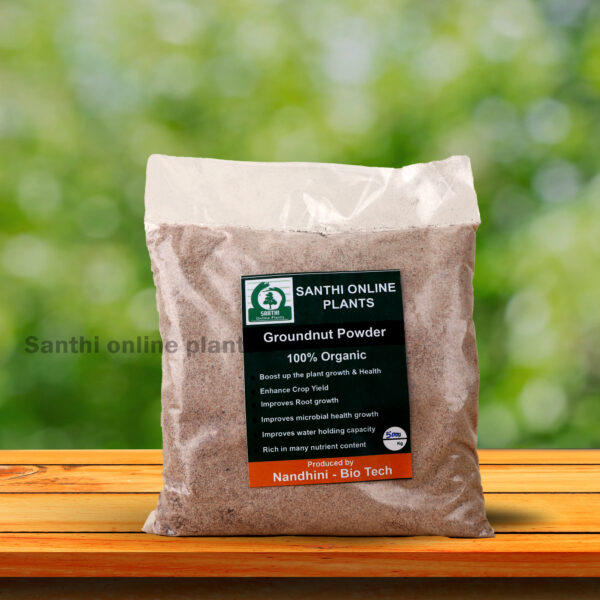 SANTHI ONLINE
PLANTS
SANTHI
Online Plants
Groundnut Powder
100% Organic
Boost up the plant growth & Health
Enhance Crop Yield
Improves Root growth
Improves microbial health growth
Improves water holding capacity
Rich in many nutrient content
Kg
Produced by
Nandhini - Bio Tech
Santhi online plant